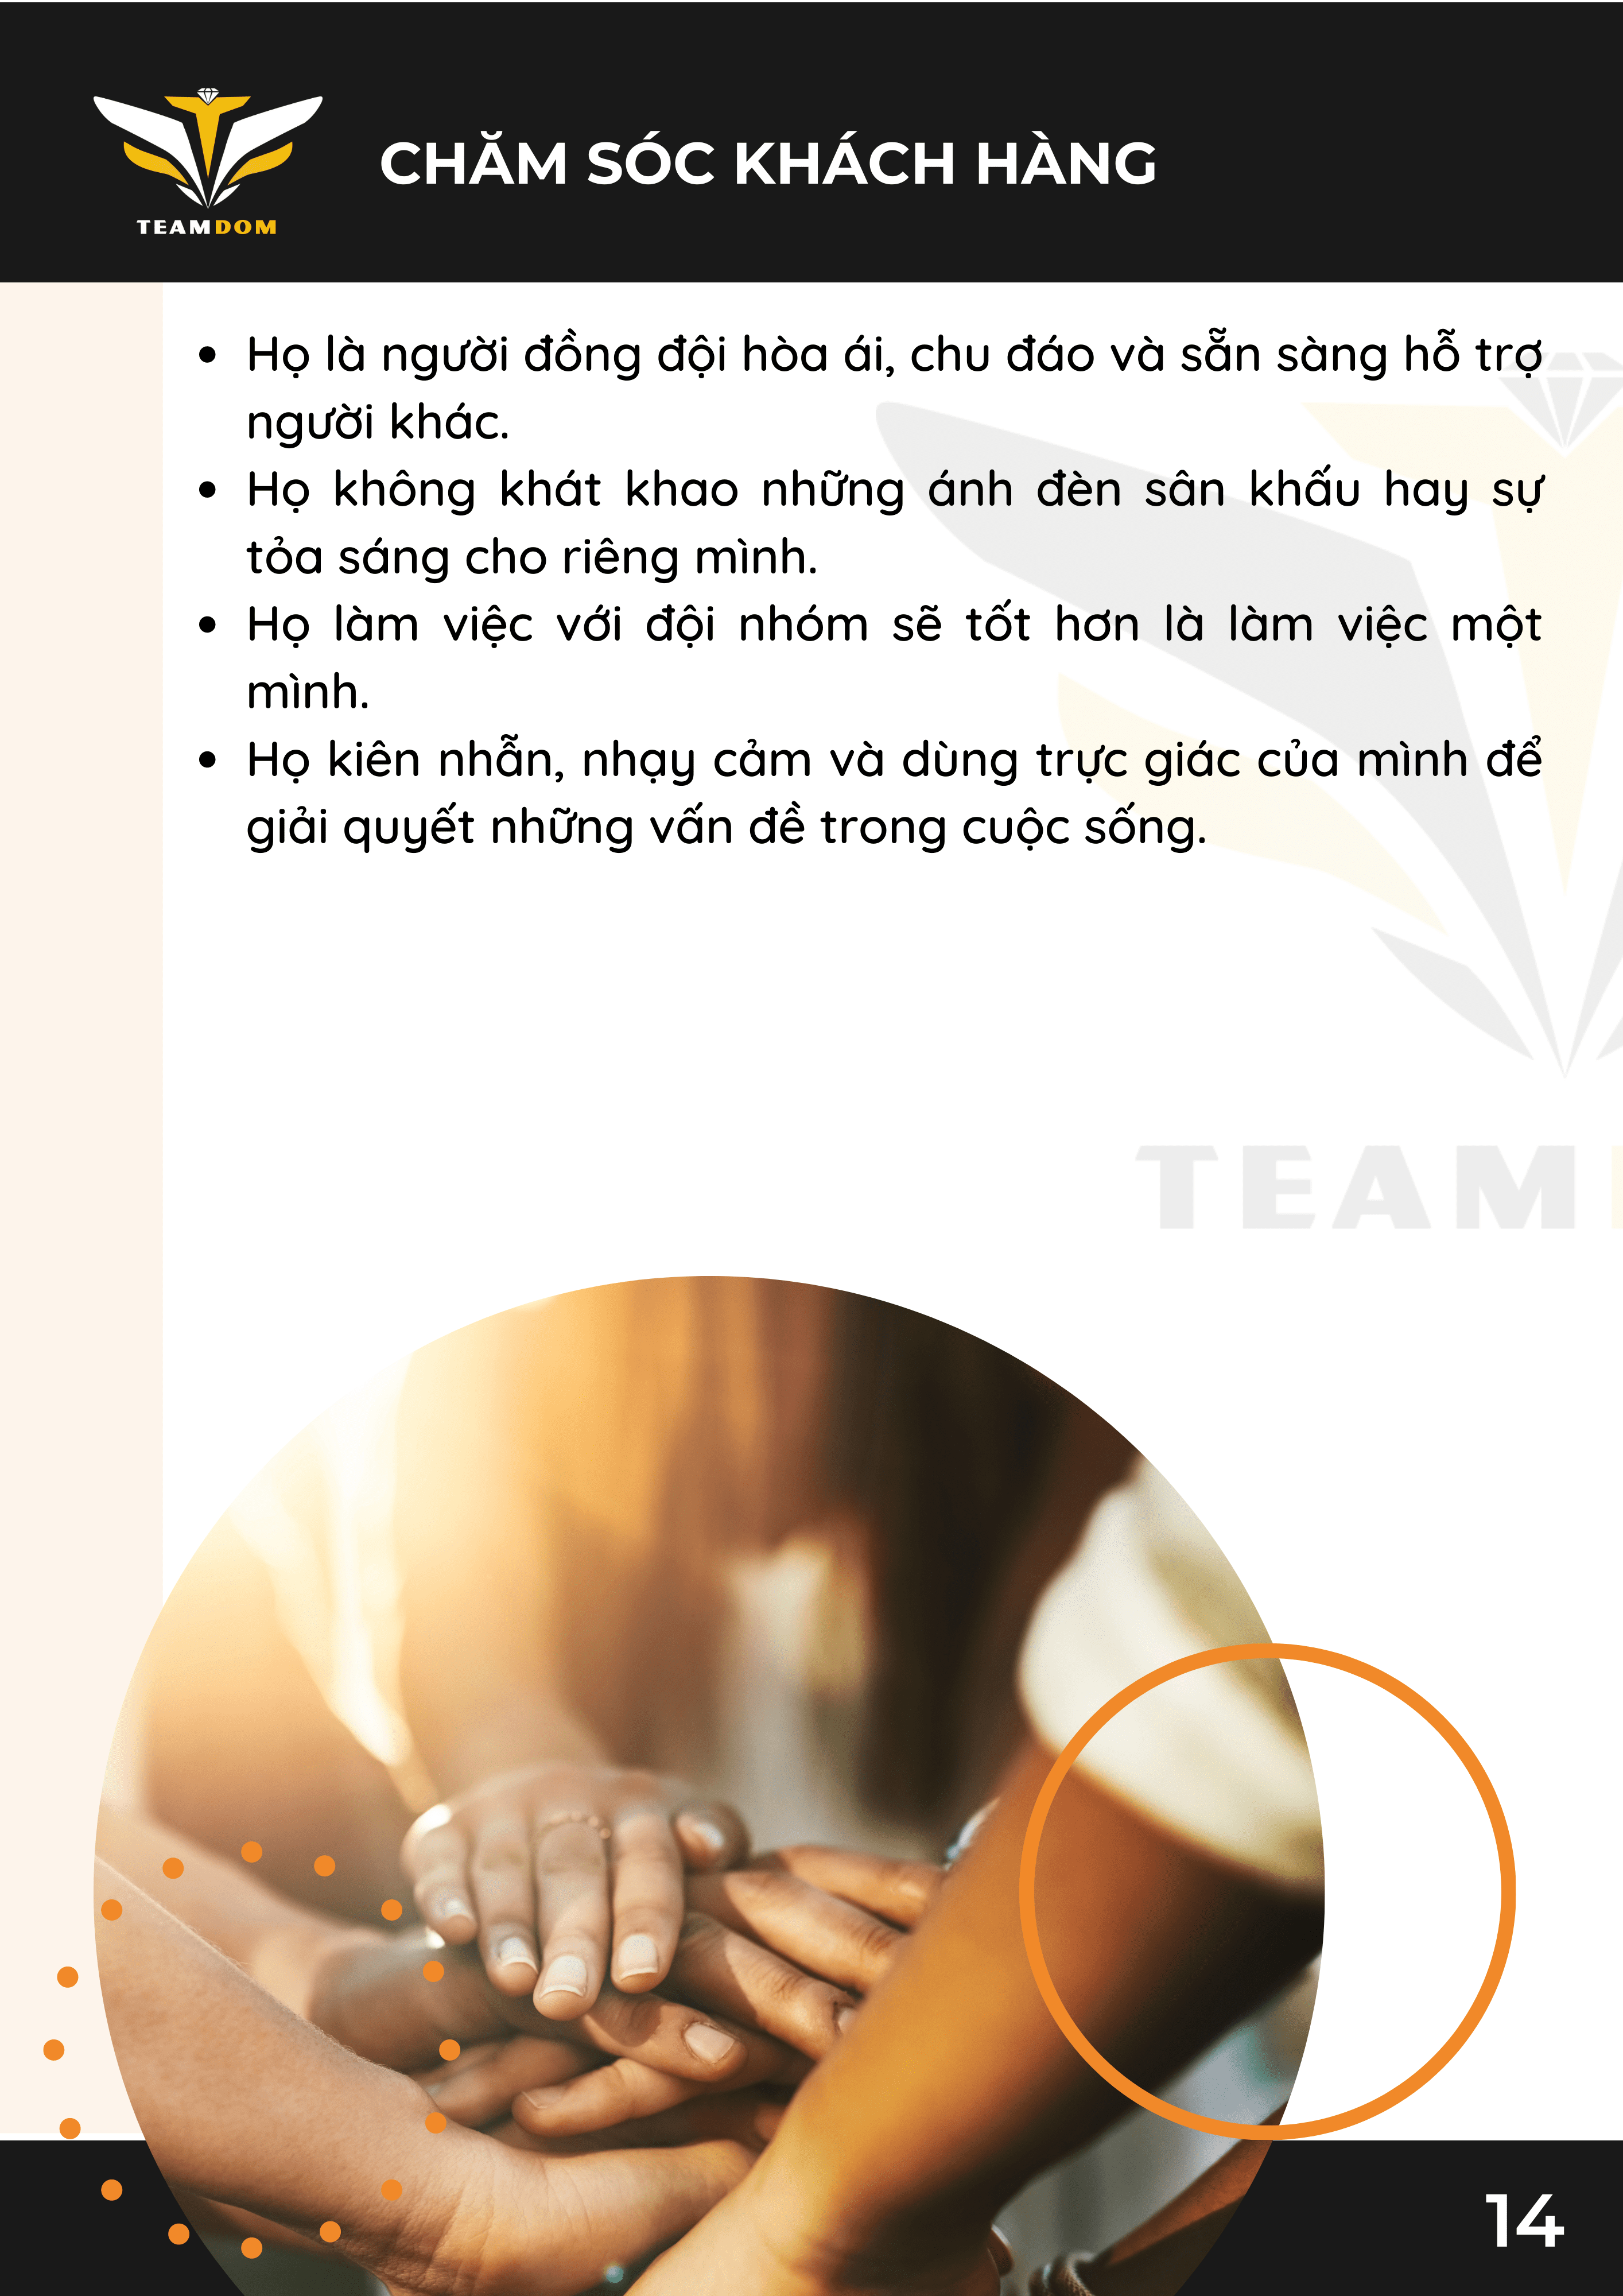 TEAMDOM
CHĂM SÓC KHÁCH HÀNG
• Họ là người đồng đội hòa ái, chu đáo và sẵn sàng hỗ trợ
người khác.
• Họ không khát khao những ánh đèn sân khấu hay sự
tỏa sáng cho riêng mình.
• Họ làm việc với đội nhóm sẽ tốt hơn là làm việc một
mình.
• Họ kiên nhẫn, nhạy cảm và dùng trực giác của mình để
giải quyết những vấn đề trong cuộc sống.
TEAM
14